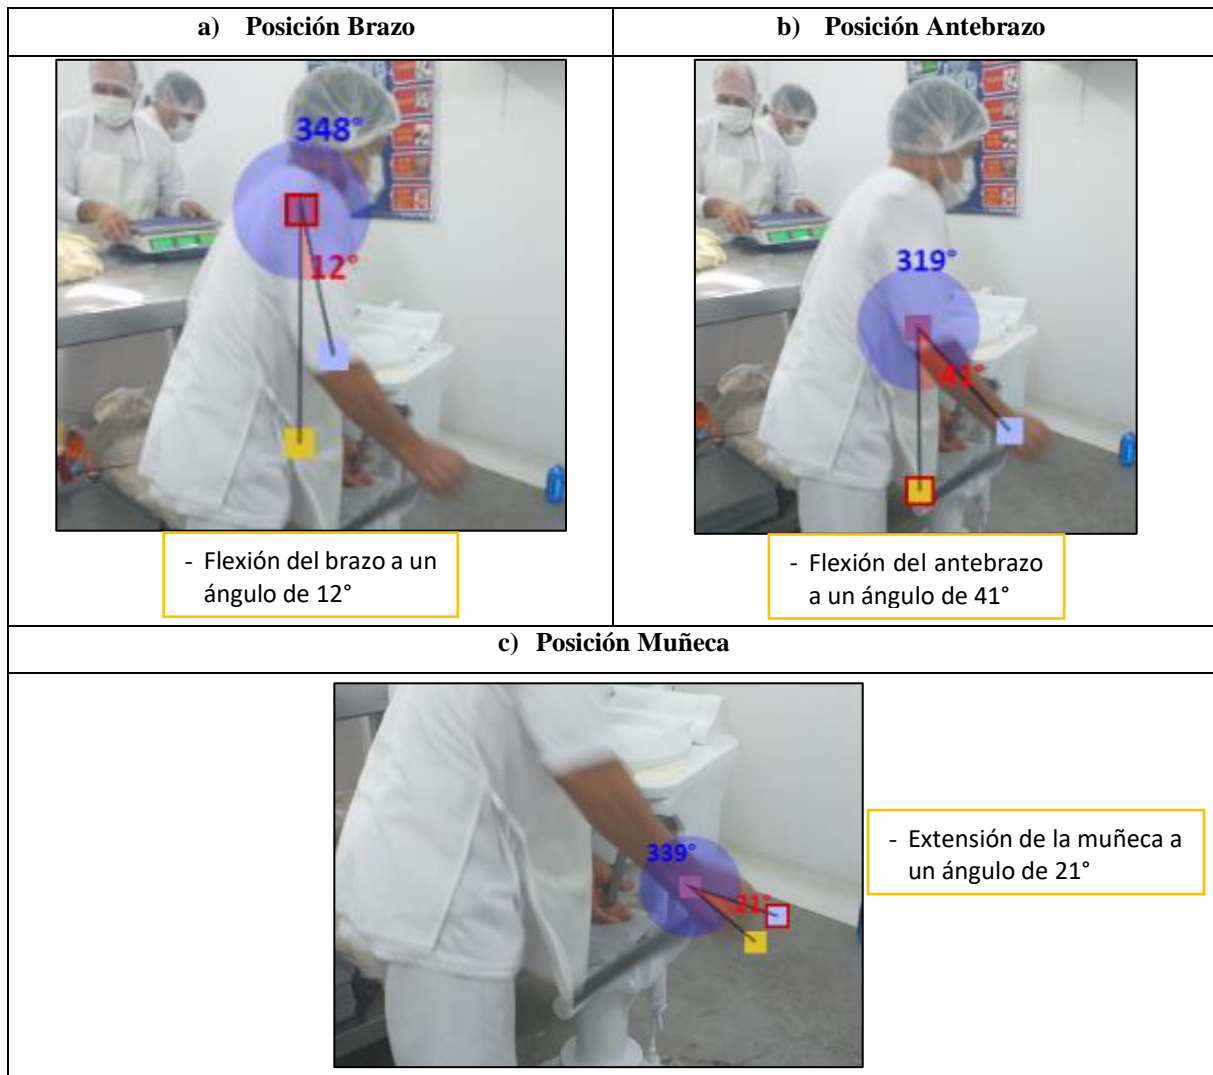 a) Posición Brazo
b) Posición Antebrazo
348°
12°
- Flexión del brazo a un
ángulo de 12°
319°
41°
- Flexión del antebrazo
a un ángulo de 41°
c) Posición Muñeca
339°
21°
- Extensión de la muñeca a
un ángulo de 21°